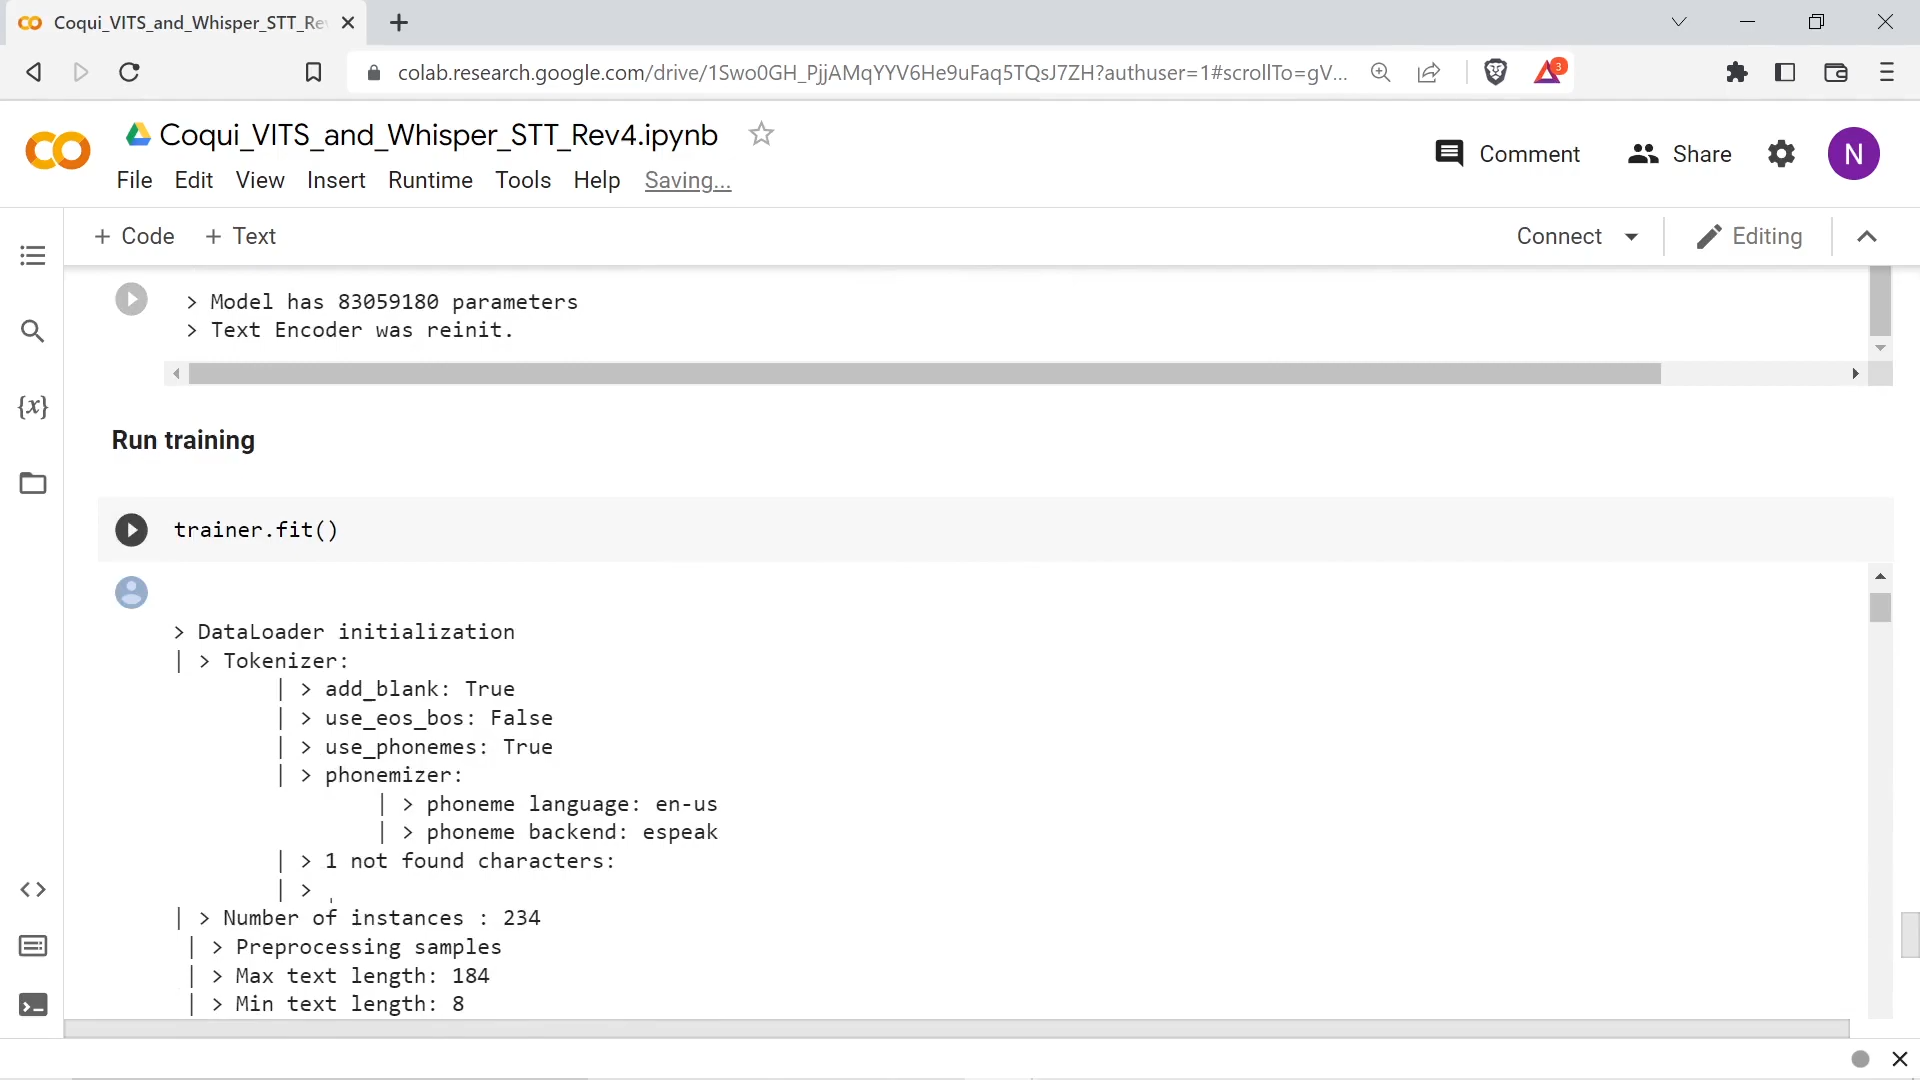 Coqui_VITS_and_Whisper_STT_Re
colab.research.google.com/drive/1Swo0GH_PjjAMqYYV6He9uFaq5TQsJ7ZH?authuser=1#scrollTo=gV...
3
Coqui_VITS_and_Whisper_STT_Rev4.ipynb
Comment
Share
N
File Edit View Insert Runtime Tools Help Saving...
+ Code + Text
Connect
Editing
> Model has 83059180 parameters
> Text Encoder was reinit.
{x}
Run training
trainer.fit()
> DataLoader initialization
| > Tokenizer:
| > add_blank: True
| > use_eos_bos: False
| > use_phonemes: True
| > phonemizer:
| > phoneme language: en-us
| > phoneme backend: espeak
| > 1 not found characters:
| > ͵
| > Number of instances : 234
| > Preprocessing samples
| > Max text length: 184
| > Min text length: 8